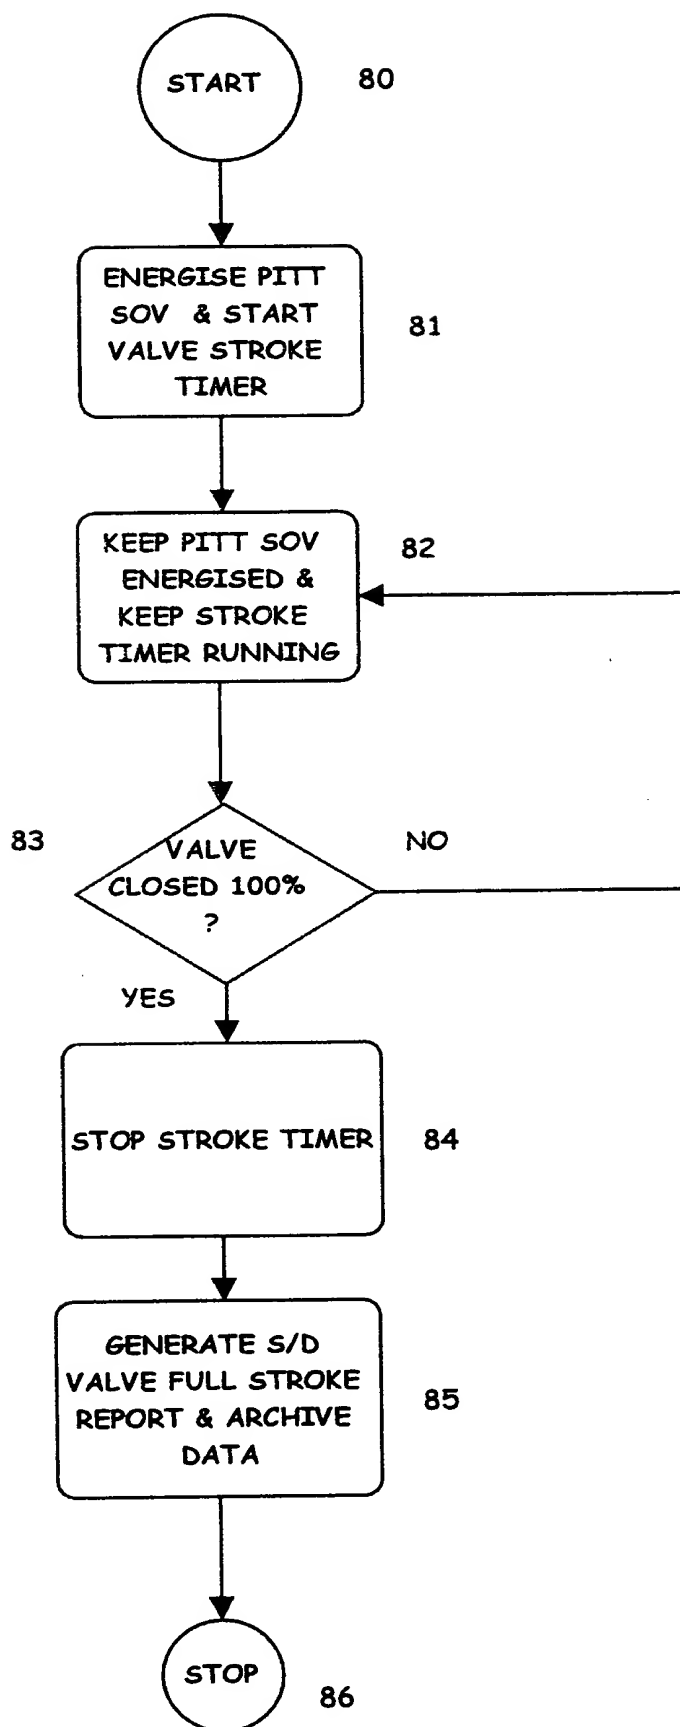 START
80
ENERGISE PITT
SOV & START
VALVE STROKE
TIMER
81
KEEP PITT SOV
ENERGISED &
KEEP STROKE
TIMER RUNNING
82
83
VALVE
CLOSED 100%
?
NO
YES
STOP STROKE TIMER
84
GENERATE S/D
VALVE FULL STROKE
REPORT & ARCHIVE
DATA
85
STOP
86